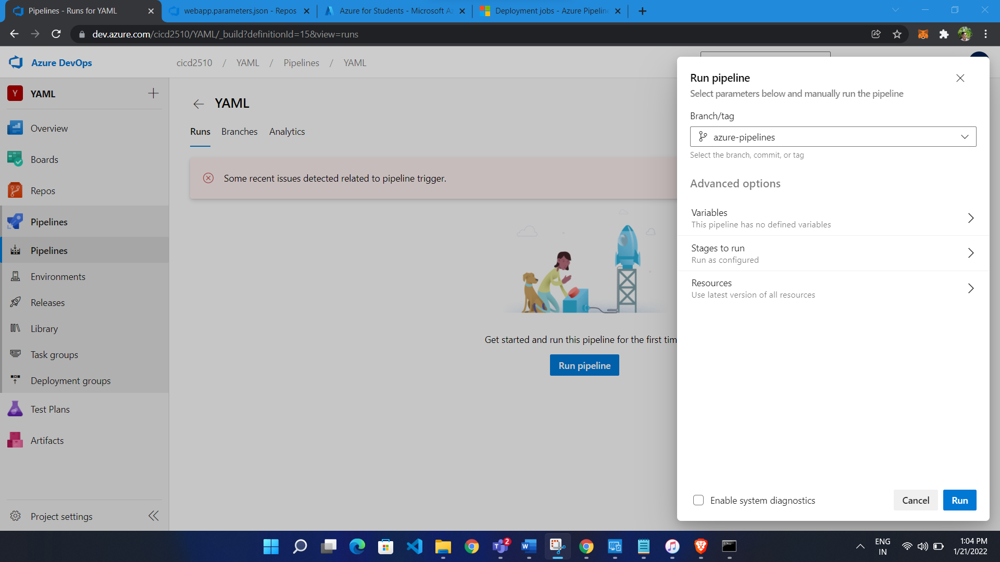 Pipelines - Runs for YAML
webapp.parameters.json - Repos
Azure for Students - Microsoft Az
Deployment jobs - Azure Pipeline
dev.azure.com/cicd2510/YAML/_build?definitionId=15&view=runs
Azure DevOps
cicd2510 / YAML / Pipelines / YAML
Y YAML
Overview
Boards
Repos
Pipelines
Pipelines
Environments
Releases
Library
Task groups
Deployment groups
Test Plans
Artifacts
Project settings
YAML
Runs Branches Analytics
Some recent issues detected related to pipeline trigger.
Get started and run this pipeline for the first tim
Run pipeline
Run pipeline
Select parameters below and manually run the pipeline
Branch/tag
azure-pipelines
Select the branch, commit, or tag
Advanced options
Variables
This pipeline has no defined variables
Stages to run
Run as configured
Resources
Use latest version of all resources
Enable system diagnostics
Cancel
Run
2
ENG
IN
1:04 PM
1/21/2022